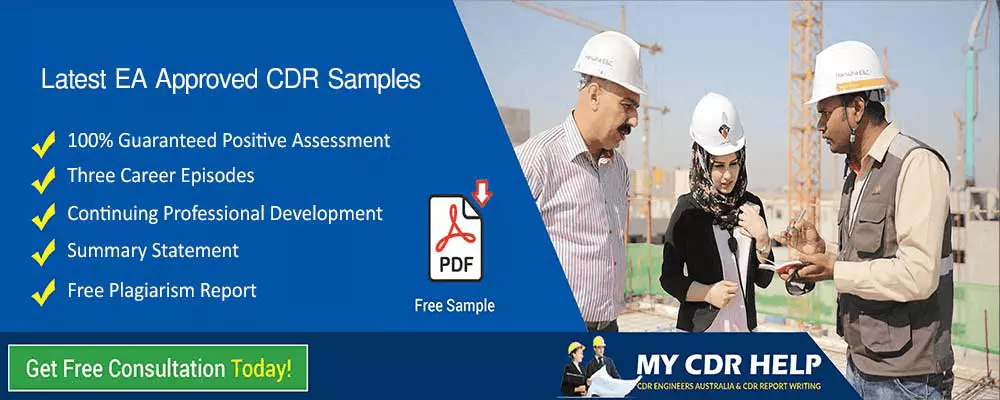 Latest EA Approved CDR Samples
100% Guaranteed Positive Assessment
Three Career Episodes
Continuing Professional Development
Summary Statement
Free Plagiarism Report
PDF
Free Sample
Get Free Consultation Today!
MY CDR HELP
CDR ENGINEERS AUSTRALIA & CDR REPORT WRITING